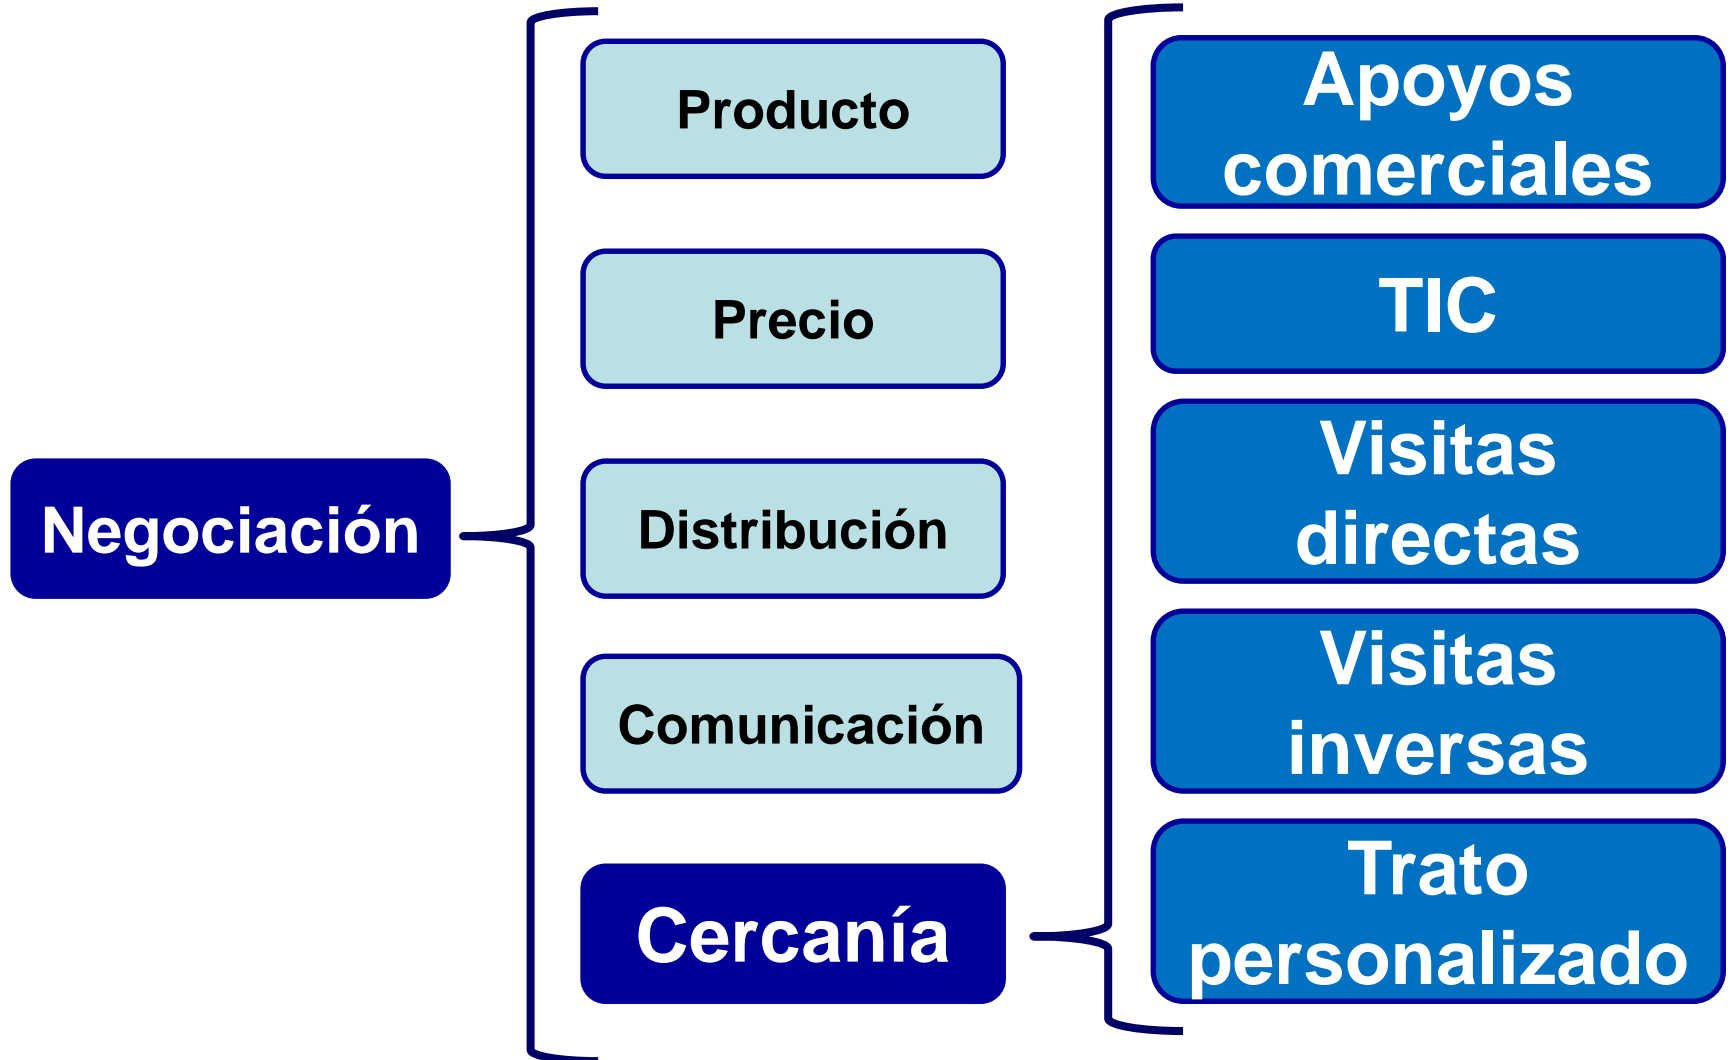 Negociación
Producto
Precio
Distribución
Comunicación
Cercanía
Apoyos
comerciales
TIC
Visitas
directas
Visitas
inversas
Trato
personalizado